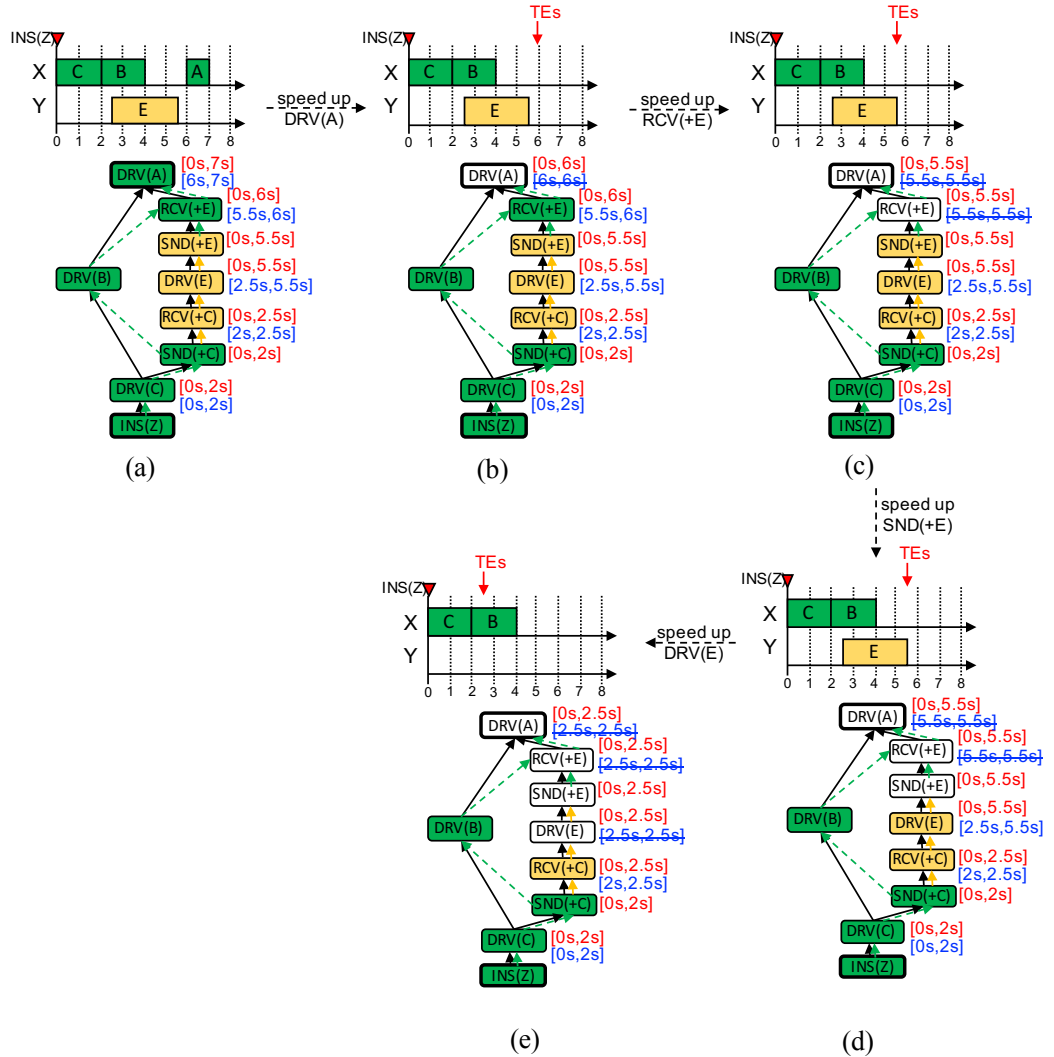 INS(Z)
X
C
B
A
Y
E
0 1 2 3 4 5 6 7 8
DRV(A)
[0s,7s]
[6s,7s]
RCV(+E)
[0s,6s]
[5.5s,6s]
SND(+E)
[0s,5.5s]
DRV(B)
DRV(E)
[0s,5.5s]
[2.5s,5.5s]
RCV(+C)
[0s,2.5s]
[2s,2.5s]
SND(+C)
[0s,2s]
DRV(C)
[0s,2s]
[0s,2s]
INS(Z)
(a)
speed up
DRV(A)
TEs
INS(Z)
X
C
B
Y
E
0 1 2 3 4 5 6 7 8
DRV(A)
[0s,6s]
[6s,6s]
RCV(+E)
[0s,6s]
[5.5s,6s]
SND(+E)
[0s,5.5s]
DRV(B)
DRV(E)
[0s,5.5s]
[2.5s,5.5s]
RCV(+C)
[0s,2.5s]
[2s,2.5s]
SND(+C)
[0s,2s]
DRV(C)
[0s,2s]
[0s,2s]
INS(Z)
(b)
speed up
RCV(+E)
TEs
INS(Z)
X
C
B
Y
E
0 1 2 3 4 5 6 7 8
DRV(A)
[0s,5.5s]
[5.5s,5.5s]
RCV(+E)
[0s,5.5s]
[5.5s,5.5s]
SND(+E)
[0s,5.5s]
DRV(B)
DRV(E)
[0s,5.5s]
[2.5s,5.5s]
RCV(+C)
[0s,2.5s]
[2s,2.5s]
SND(+C)
[0s,2s]
DRV(C)
[0s,2s]
[0s,2s]
INS(Z)
(c)
speed up
SND(+E)
TEs
INS(Z)
X
C
B
Y
E
0 1 2 3 4 5 6 7 8
DRV(A)
[0s,5.5s]
[5.5s,5.5s]
RCV(+E)
[0s,5.5s]
[5.5s,5.5s]
SND(+E)
[0s,5.5s]
DRV(B)
DRV(E)
[0s,5.5s]
[2.5s,5.5s]
RCV(+C)
[0s,2.5s]
[2s,2.5s]
SND(+C)
[0s,2s]
DRV(C)
[0s,2s]
[0s,2s]
INS(Z)
(d)
speed up
DRV(E)
TEs
INS(Z)
X
C
B
Y
0 1 2 3 4 5 6 7 8
DRV(A)
[0s,2.5s]
[2.5s,2.5s]
RCV(+E)
[0s,2.5s]
[2.5s,2.5s]
SND(+E)
[0s,2.5s]
DRV(B)
DRV(E)
[0s,2.5s]
[2.5s,2.5s]
RCV(+C)
[0s,2.5s]
[2s,2.5s]
SND(+C)
[0s,2s]
DRV(C)
[0s,2s]
[0s,2s]
INS(Z)
(e)